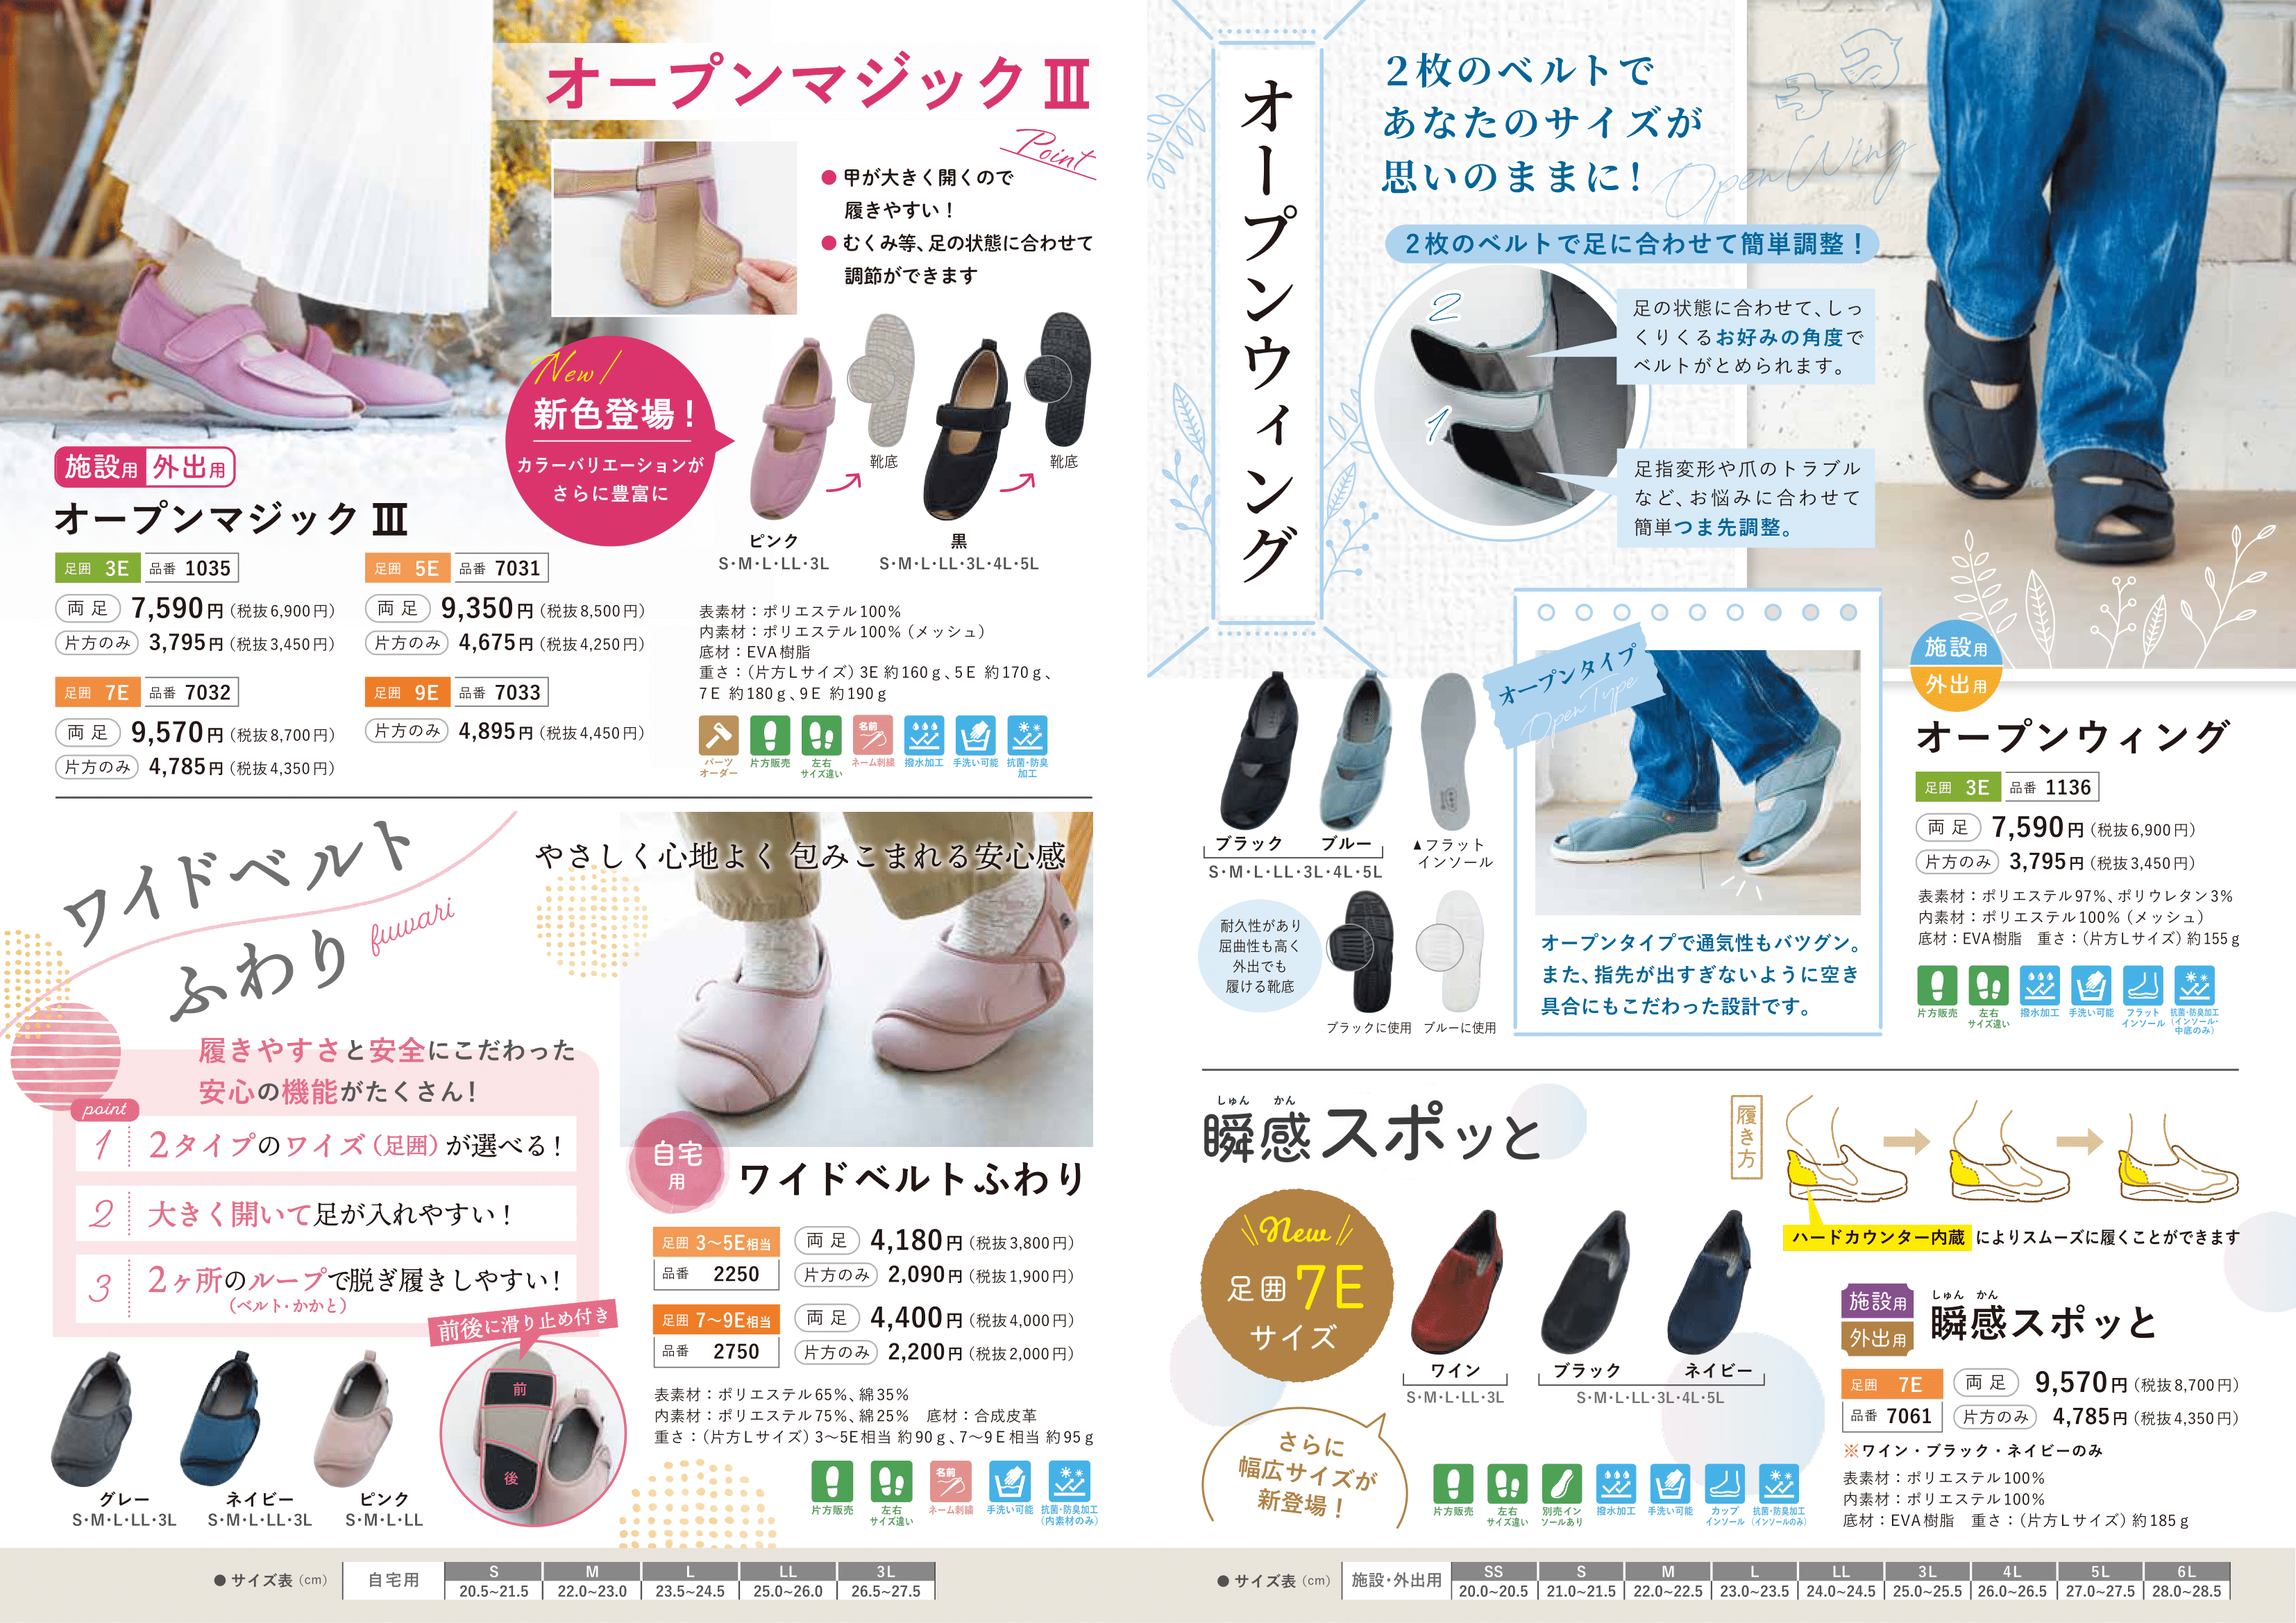 オープンマジック Ⅲ
Point
● 甲が大きく開くので
履きやすい！
● むくみ等、足の状態に合わせて
調節ができます
New
新色登場！
カラーバリエーションが
さらに豊富に
靴底
靴底
ピンク
S・M・L・LL・3L
黒
S・M・L・LL・3L・4L・5L
施設用 外出用
オープンマジック Ⅲ
足囲 3E 品番 1035
両足 7,590円（税抜6,900円）
片方のみ 3,795円（税抜3,450円）
足囲 5E 品番 7031
両足 9,350円（税抜8,500円）
片方のみ 4,675円（税抜4,250円）
足囲 7E 品番 7032
両足 9,570円（税抜8,700円）
片方のみ 4,785円（税抜4,350円）
足囲 9E 品番 7033
片方のみ 4,895円（税抜4,450円）
表素材：ポリエステル100％
内素材：ポリエステル100％（メッシュ）
底材：EVA樹脂
重さ：（片方Lサイズ）3E 約160g、5E 約170g、
7E 約180g、9E 約190g
パーツ
オーダー
片方販売
左右
サイズ違い
名前
ネーム刺繍
撥水加工
手洗い可能
抗菌・防臭
加工
ワイドベルト
ふわり
fuwari
やさしく心地よく 包みこまれる安心感
履きやすさと安全にこだわった
安心の機能がたくさん！
point
1 2タイプのワイズ（足囲）が選べる！
2 大きく開いて足が入れやすい！
3 2ヶ所のループで脱ぎ履きしやすい！
（ベルト・かかと）
前後に滑り止め付き
前
後
グレー
S・M・L・LL・3L
ネイビー
S・M・L・LL・3L
ピンク
S・M・L・LL
自宅用
ワイドベルトふわり
足囲 3〜5E相当
品番 2250
両足 4,180円（税抜3,800円）
片方のみ 2,090円（税抜1,900円）
足囲 7〜9E相当
品番 2750
両足 4,400円（税抜4,000円）
片方のみ 2,200円（税抜2,000円）
表素材：ポリエステル65％、綿35％
内素材：ポリエステル75％、綿25％ 底材：合成皮革
重さ：（片方Lサイズ）3〜5E相当 約90g、7〜9E相当 約95g
片方販売
左右
サイズ違い
名前
ネーム刺繍
手洗い可能
抗菌・防臭加工
（内素材のみ）
● サイズ表（cm）
自宅用
S M L LL 3L
20.5~21.5 22.0~23.0 23.5~24.5 25.0~26.0 26.5~27.5
オープンウィング
2枚のベルトで
あなたのサイズが
思いのままに！
Open Wing
2枚のベルトで足に合わせて簡単調整！
2
1
足の状態に合わせて、しっ
くりくるお好みの角度で
ベルトがとめられます。
足指変形や爪のトラブル
など、お悩みに合わせて
簡単つま先調整。
ブラック
ブルー
S・M・L・LL・3L・4L・5L
▲フラット
インソール
耐久性があり
屈曲性も高く
外出でも
履ける靴底
ブラックに使用
ブルーに使用
オープンタイプ
Open Type
オープンタイプで通気性もバツグン。
また、指先が出すぎないように空き
具合にもこだわった設計です。
施設用
外出用
オープンウィング
足囲 3E 品番 1136
両足 7,590円（税抜6,900円）
片方のみ 3,795円（税抜3,450円）
表素材：ポリエステル97％、ポリウレタン3％
内素材：ポリエステル100％（メッシュ）
底材：EVA樹脂 重さ：（片方Lサイズ）約155g
片方販売
左右
サイズ違い
撥水加工
手洗い可能
フラット
インソール
抗菌・防臭加工
（インソール・
中底のみ）
しゅん かん
瞬感スポッと
New
足囲 7E
サイズ
さらに
幅広サイズが
新登場！
ワイン
S・M・L・LL・3L
ブラック
ネイビー
S・M・L・LL・3L・4L・5L
履き方
ハードカウンター内蔵 によりスムーズに履くことができます
施設用
外出用
しゅん かん
瞬感スポッと
足囲 7E
品番 7061
両足 9,570円（税抜8,700円）
片方のみ 4,785円（税抜4,350円）
※ワイン・ブラック・ネイビーのみ
表素材：ポリエステル100％
内素材：ポリエステル100％
底材：EVA樹脂 重さ：（片方Lサイズ）約185g
片方販売
左右
サイズ違い
別売イン
ソールあり
撥水加工
手洗い可能
カップ
インソール
抗菌・防臭加工
（インソールのみ）
● サイズ表（cm）
施設・外出用
SS S M L LL 3L 4L 5L 6L
20.0~20.5 21.0~21.5 22.0~22.5 23.0~23.5 24.0~24.5 25.0~25.5 26.0~26.5 27.0~27.5 28.0~28.5